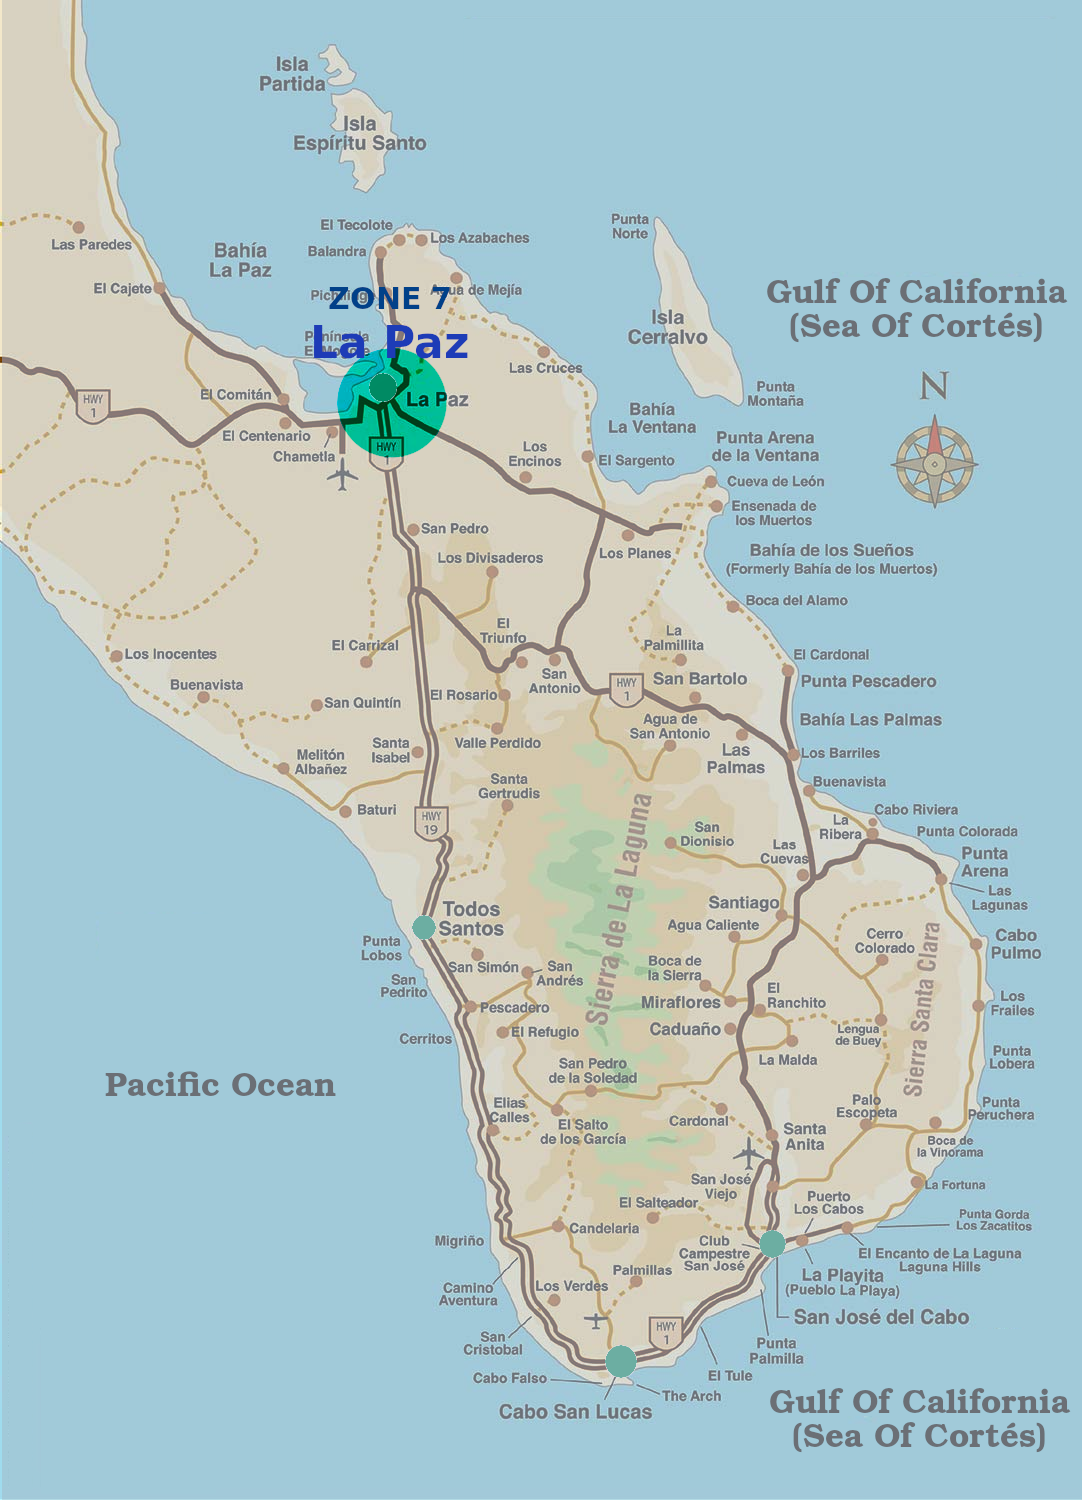 Isla
Partida
Isla
Espíritu Santo
El Tecolote
Los Azabaches
Balandra
Punta
Norte
Las Paredes
Bahía
La Paz
El Cajete
Agua de Mejía
ZONE 7
La Paz
Gulf Of California
(Sea Of Cortés)
Isla
Cerralvo
Península
Las Cruces
N
El Comitán
HWY
1
La Paz
Punta
Montaña
Bahía
La Ventana
El Centenario
Chametla
HWY
1
Los
Encinos
El Sargento
Punta Arena
de la Ventana
Cueva de León
Ensenada de
los Muertos
San Pedro
Los Planes
Los Divisaderos
Bahía de los Sueños
(Formerly Bahía de los Muertos)
Boca del Alamo
El
Triunfo
La
Palmillita
El Carrizal
Los Inocentes
El Cardonal
Buenavista
San
Antonio
HWY
1
San Bartolo
Punta Pescadero
San Quintín
El Rosario
Agua de
San Antonio
Bahía Las Palmas
Santa
Isabel
Valle Perdido
Las
Palmas
Los Barriles
Melitón
Albañez
Santa
Gertrudis
Buenavista
Baturi
HWY
19
Sierra de La Laguna
San
Dionisio
La
Ribera
Cabo Riviera
Punta Colorada
Las
Cuevas
Punta
Arena
Las
Lagunas
Todos
Santos
Santiago
Agua Caliente
Punta
Lobos
Cerro
Colorado
Sierra Santa Clara
Cabo
Pulmo
San Simón
San
Andrés
Boca de
la Sierra
San
Pedrito
Pescadero
Miraflores
El
Ranchito
Los
Frailes
Cerritos
El Refugio
Caduaño
Lengua
de Buey
La Malda
Punta
Lobera
San Pedro
de la Soledad
Pacific Ocean
Elias
Calles
El Salto
de los García
Cardonal
Palo
Escopeta
Punta
Peruchera
Santa
Anita
Boca de
la Vinorama
San José
Viejo
La Fortuna
El Salteador
Puerto
Los Cabos
Punta Gorda
Los Zacatitos
Candelaria
Migriño
Club
Campestre
San José
El Encanto de La Laguna
Laguna Hills
Palmillas
La Playita
(Pueblo La Playa)
Camino
Aventura
Los Verdes
San José del Cabo
HWY
1
San
Cristobal
Punta
Palmilla
Cabo Falso
El Tule
The Arch
Cabo San Lucas
Gulf Of California
(Sea Of Cortés)